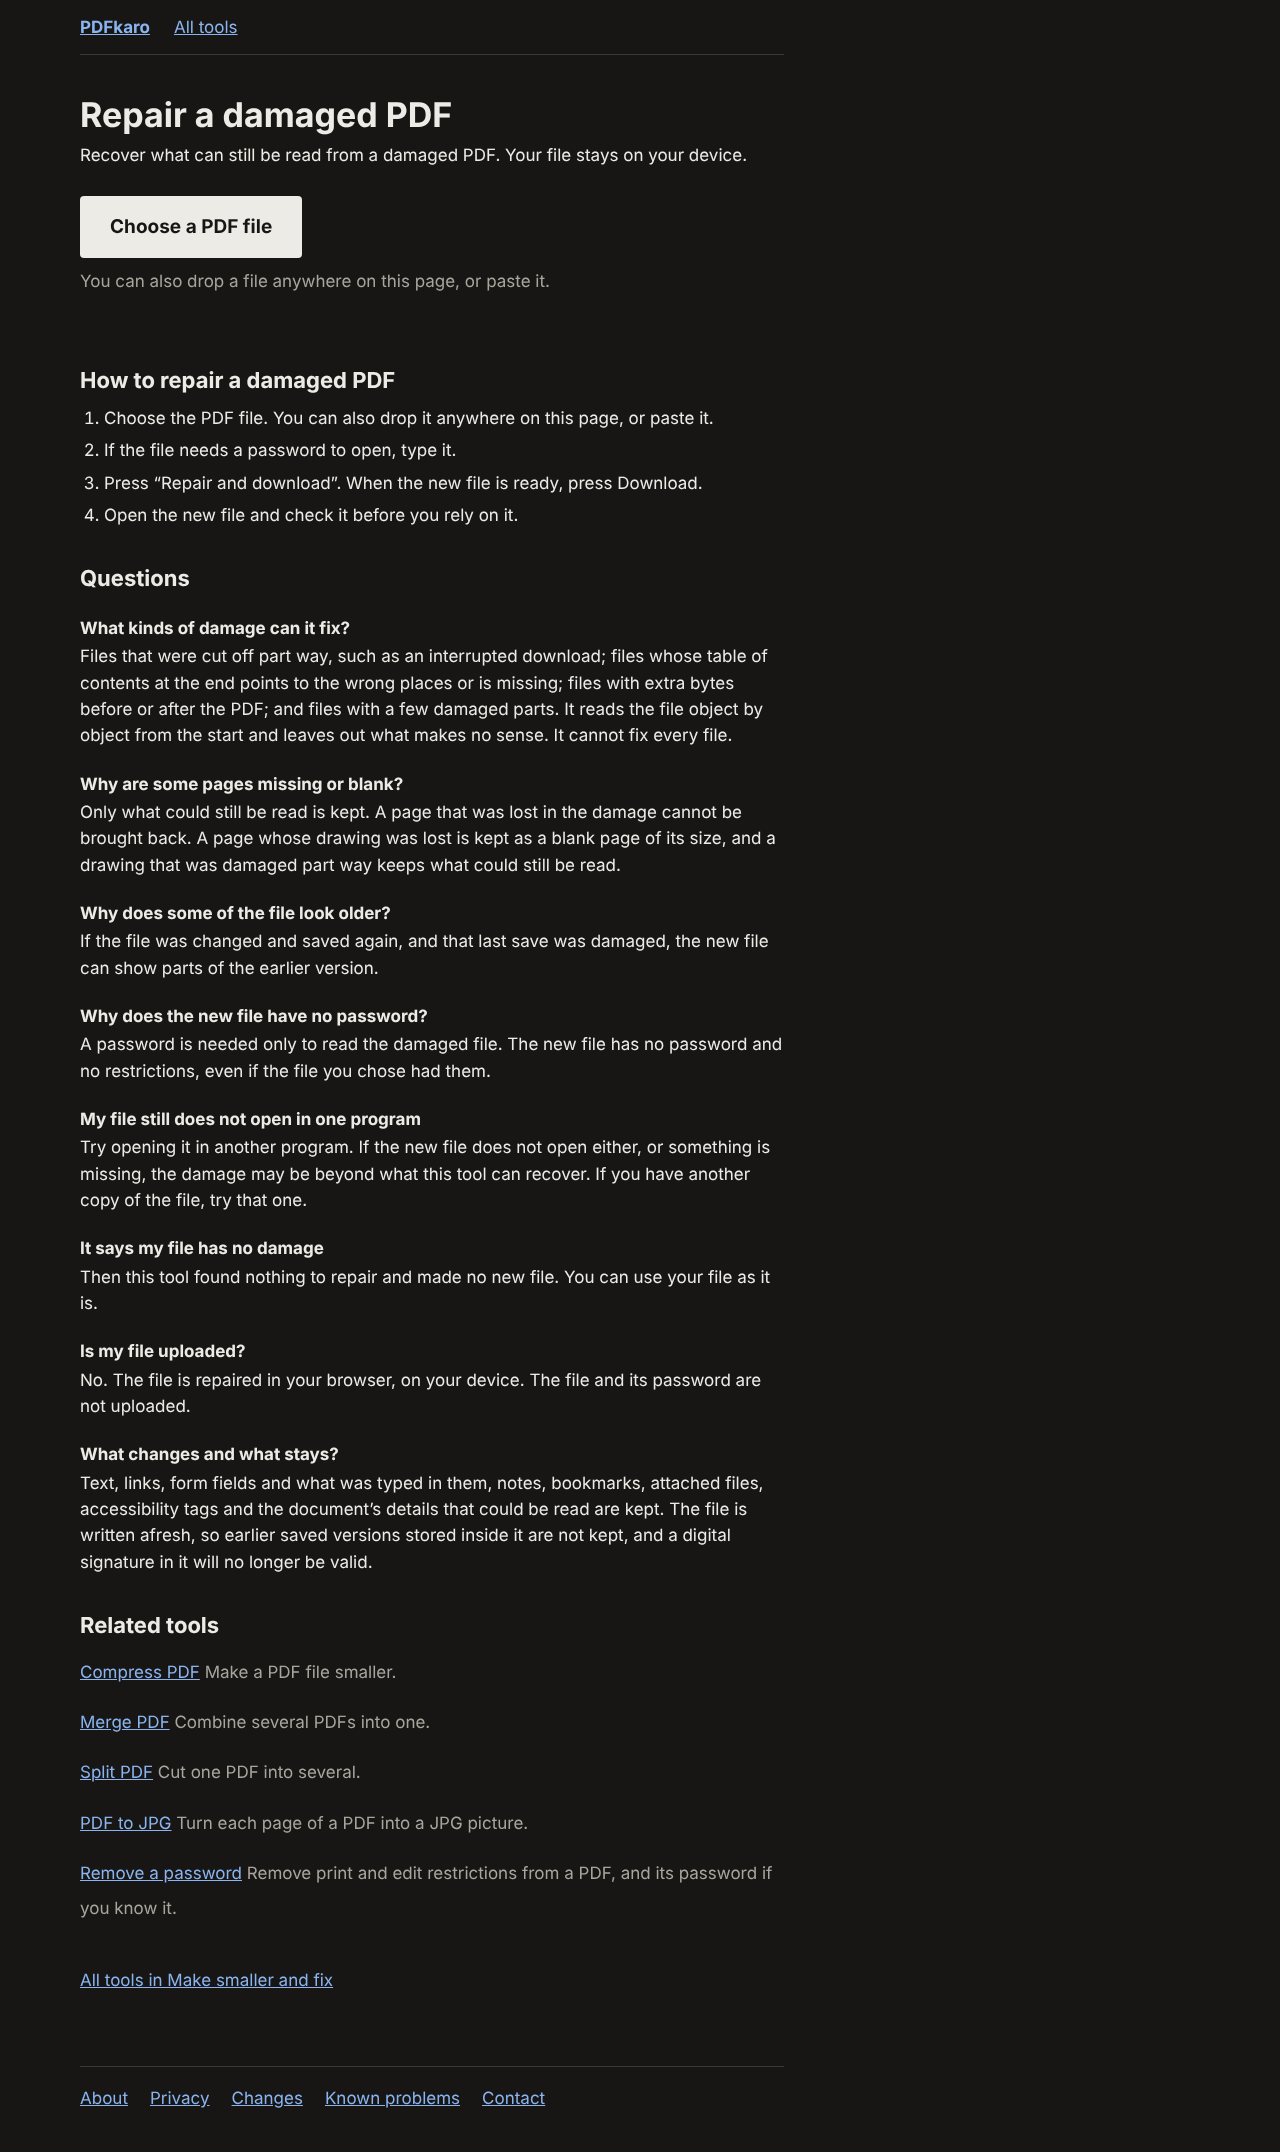 PDFkaro All tools
Repair a damaged PDF
Recover what can still be read from a damaged PDF. Your file stays on your device.
Choose a PDF file
You can also drop a file anywhere on this page, or paste it.
How to repair a damaged PDF
1. Choose the PDF file. You can also drop it anywhere on this page, or paste it.
2. If the file needs a password to open, type it.
3. Press “Repair and download”. When the new file is ready, press Download.
4. Open the new file and check it before you rely on it.
Questions
What kinds of damage can it fix?
Files that were cut off part way, such as an interrupted download; files whose table of
contents at the end points to the wrong places or is missing; files with extra bytes
before or after the PDF; and files with a few damaged parts. It reads the file object by
object from the start and leaves out what makes no sense. It cannot fix every file.
Why are some pages missing or blank?
Only what could still be read is kept. A page that was lost in the damage cannot be
brought back. A page whose drawing was lost is kept as a blank page of its size, and a
drawing that was damaged part way keeps what could still be read.
Why does some of the file look older?
If the file was changed and saved again, and that last save was damaged, the new file
can show parts of the earlier version.
Why does the new file have no password?
A password is needed only to read the damaged file. The new file has no password and
no restrictions, even if the file you chose had them.
My file still does not open in one program
Try opening it in another program. If the new file does not open either, or something is
missing, the damage may be beyond what this tool can recover. If you have another
copy of the file, try that one.
It says my file has no damage
Then this tool found nothing to repair and made no new file. You can use your file as it
is.
Is my file uploaded?
No. The file is repaired in your browser, on your device. The file and its password are
not uploaded.
What changes and what stays?
Text, links, form fields and what was typed in them, notes, bookmarks, attached files,
accessibility tags and the document’s details that could be read are kept. The file is
written afresh, so earlier saved versions stored inside it are not kept, and a digital
signature in it will no longer be valid.
Related tools
Compress PDF Make a PDF file smaller.
Merge PDF Combine several PDFs into one.
Split PDF Cut one PDF into several.
PDF to JPG Turn each page of a PDF into a JPG picture.
Remove a password Remove print and edit restrictions from a PDF, and its password if
you know it.
All tools in Make smaller and fix
About Privacy Changes Known problems Contact